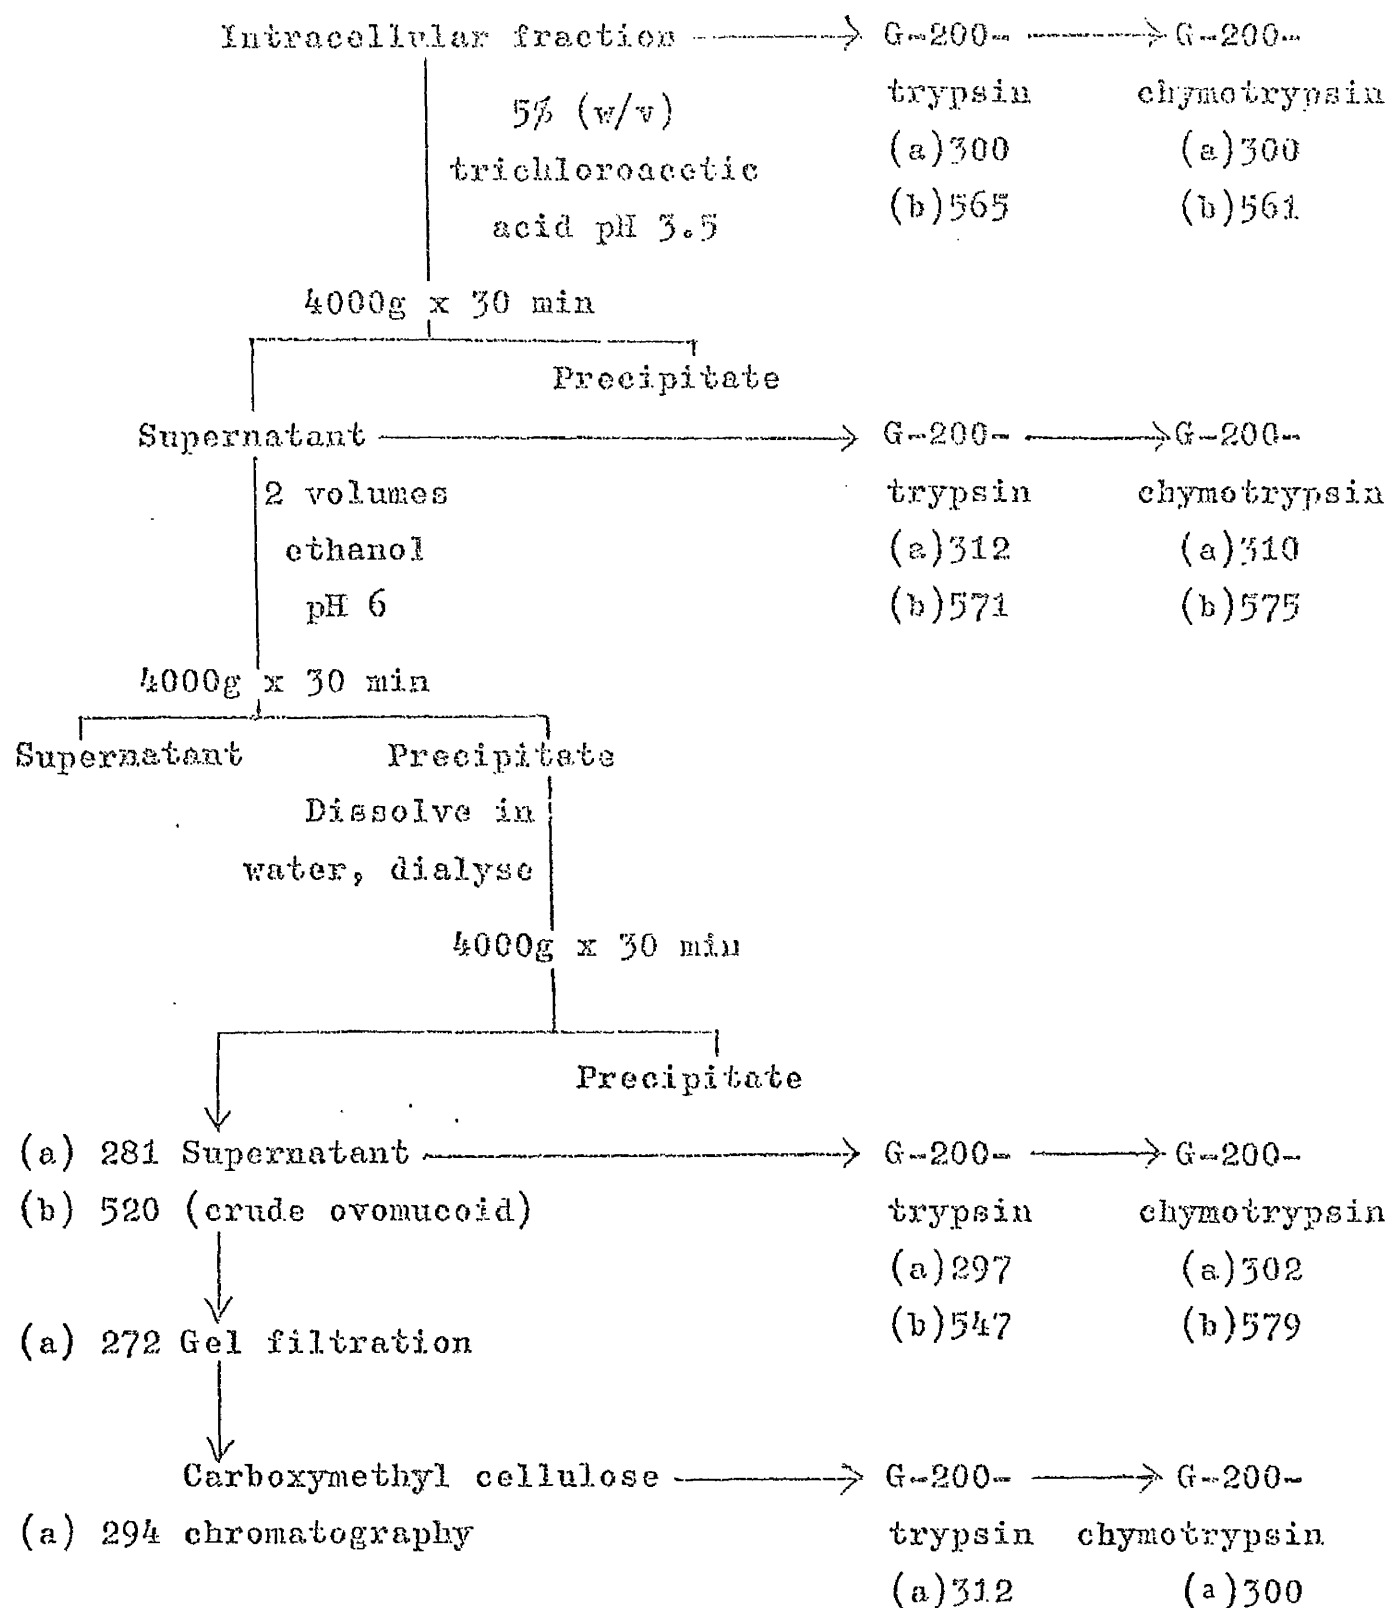 Intracellular fraction G-200- G-200-
trypsin chymotrypsin
5% (w/v) (a)300 (a)300
trichloroacetic (b)565 (b)561
acid pH 3.5
4000g x 30 min
Precipitate
Supernatant G-200- G-200-
2 volumes trypsin chymotrypsin
ethanol (a)312 (a)310
pH 6 (b)571 (b)575
4000g x 30 min
Supernatant Precipitate
Dissolve in
water, dialyse
4000g x 30 min
Precipitate
(a) 281 Supernatant G-200- G-200-
(b) 520 (crude ovomucoid) trypsin chymotrypsin
(a)297 (a)302
(a) 272 Gel filtration (b)547 (b)579
Carboxymethyl cellulose G-200- G-200-
(a) 294 chromatography trypsin chymotrypsin
(a)312 (a)300